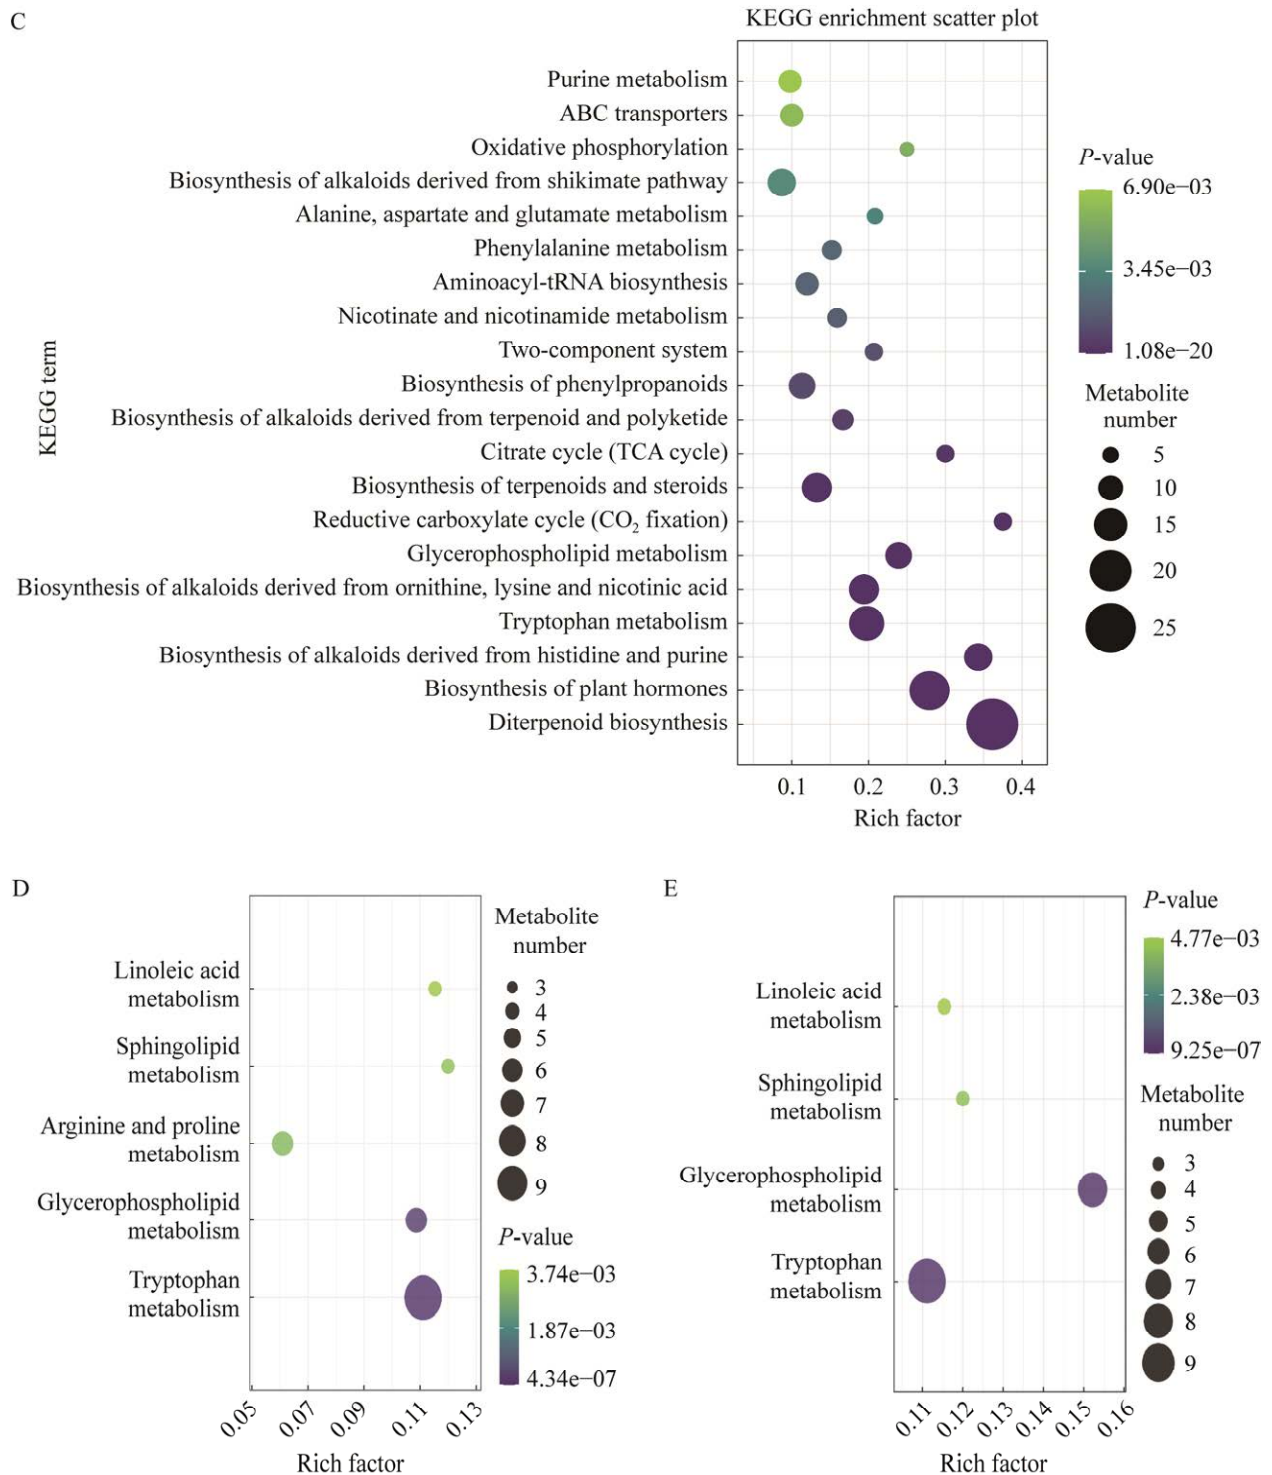 C
KEGG enrichment scatter plot
KEGG term
Purine metabolism
ABC transporters
Oxidative phosphorylation
Biosynthesis of alkaloids derived from shikimate pathway
Alanine, aspartate and glutamate metabolism
Phenylalanine metabolism
Aminoacyl-tRNA biosynthesis
Nicotinate and nicotinamide metabolism
Two-component system
Biosynthesis of phenylpropanoids
Biosynthesis of alkaloids derived from terpenoid and polyketide
Citrate cycle (TCA cycle)
Biosynthesis of terpenoids and steroids
Reductive carboxylate cycle (CO₂ fixation)
Glycerophospholipid metabolism
Biosynthesis of alkaloids derived from ornithine, lysine and nicotinic acid
Tryptophan metabolism
Biosynthesis of alkaloids derived from histidine and purine
Biosynthesis of plant hormones
Diterpenoid biosynthesis
0.1 0.2 0.3 0.4
Rich factor
P-value
6.90e−03
3.45e−03
1.08e−20
Metabolite
number
5
10
15
20
25
D
Linoleic acid
metabolism
Sphingolipid
metabolism
Arginine and proline
metabolism
Glycerophospholipid
metabolism
Tryptophan
metabolism
0.05 0.07 0.09 0.11 0.13
Rich factor
Metabolite
number
3
4
5
6
7
8
9
P-value
3.74e−03
1.87e−03
4.34e−07
E
Linoleic acid
metabolism
Sphingolipid
metabolism
Glycerophospholipid
metabolism
Tryptophan
metabolism
0.11 0.12 0.13 0.14 0.15 0.16
Rich factor
P-value
4.77e−03
2.38e−03
9.25e−07
Metabolite
number
3
4
5
6
7
8
9